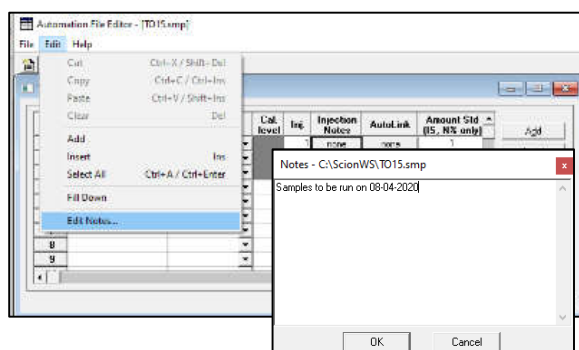 Automation File Editor - [TO15.smp]
File Edit Help
Cut Ctrl+X / Shift+Del
Copy Ctrl+C / Ctrl+Ins
Paste Ctrl+V / Shift+Ins
Clear Del
Add
Insert Ins
Select All Ctrl+A / Ctrl+Enter
Fill Down
Edit Notes...
Cal. level Inj. Injection Notes AutoLink Amount Std (IS, N% only)
1 none none 1
Add
8
9
Notes - C:\ScionWS\TO15.smp
Samples to be run on 08-04-2020
OK Cancel